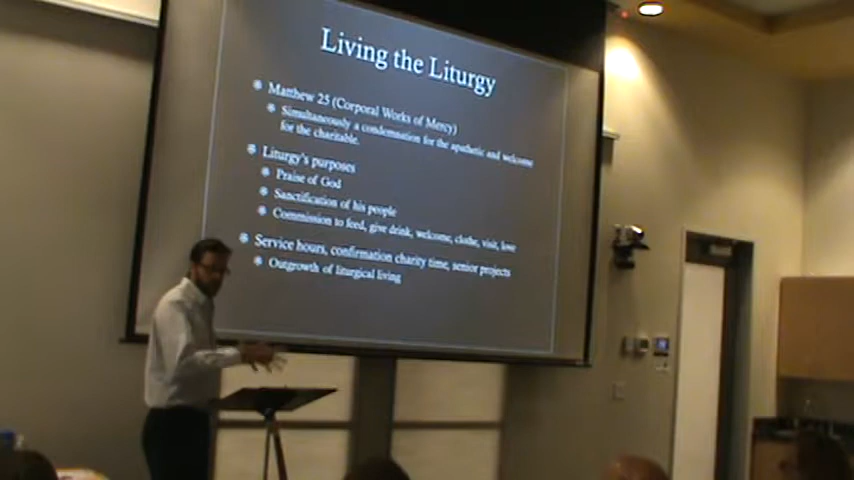 Living the Liturgy
Matthew 25 (Corporal Works of Mercy)
Simultaneously a condemnation for the apathetic and welcome
for the charitable.
Liturgy's purposes
Praise of God
Sanctification of his people
Commission to feed, give drink, welcome, clothe, visit, love
Service hours, confirmation charity time, senior projects
Outgrowth of liturgical living